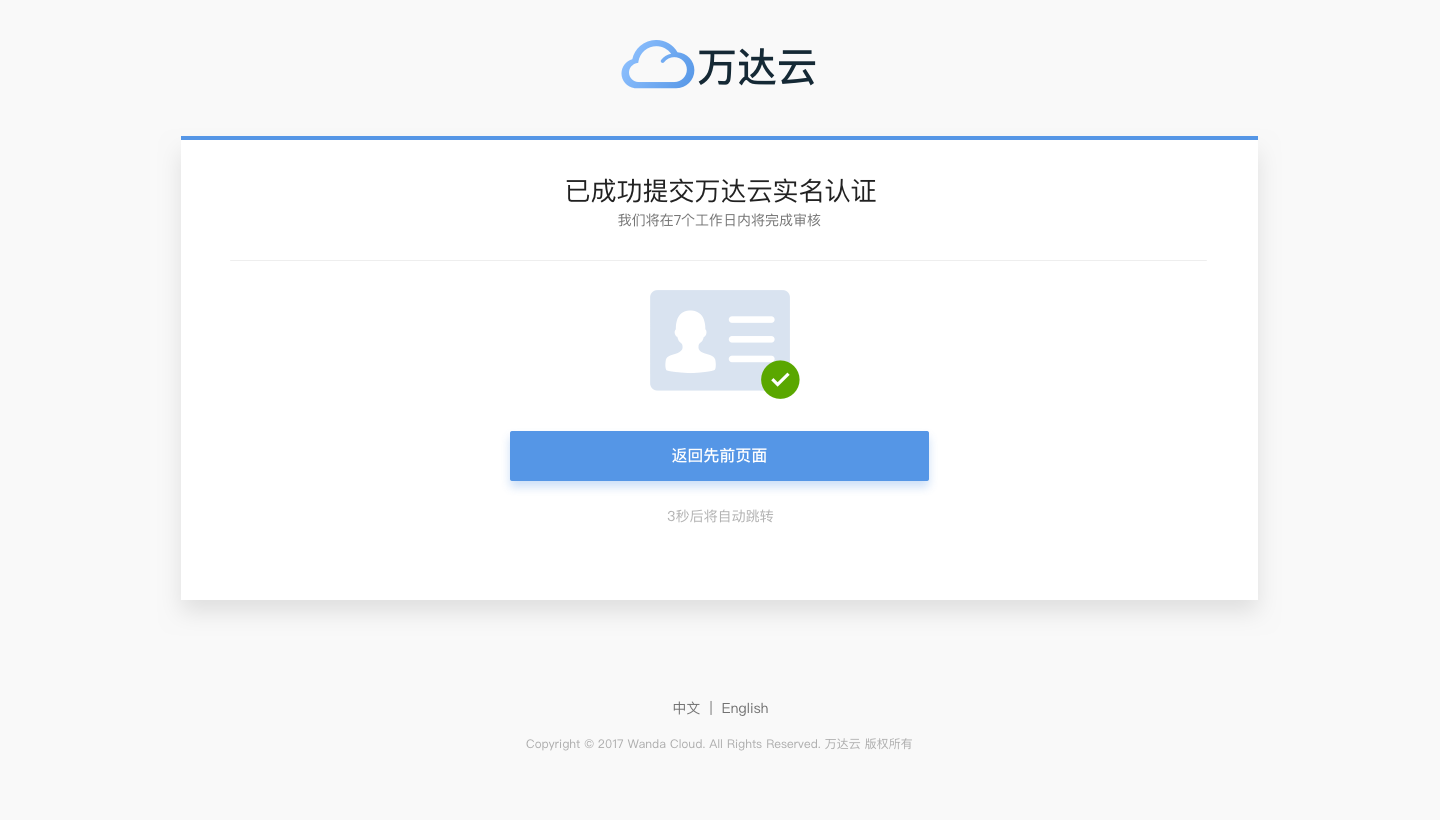 万达云
已成功提交万达云实名认证
我们将在7个工作日内将完成审核
返回先前页面
3秒后将自动跳转
中文 | English
Copyright © 2017 Wanda Cloud. All Rights Reserved. 万达云 版权所有